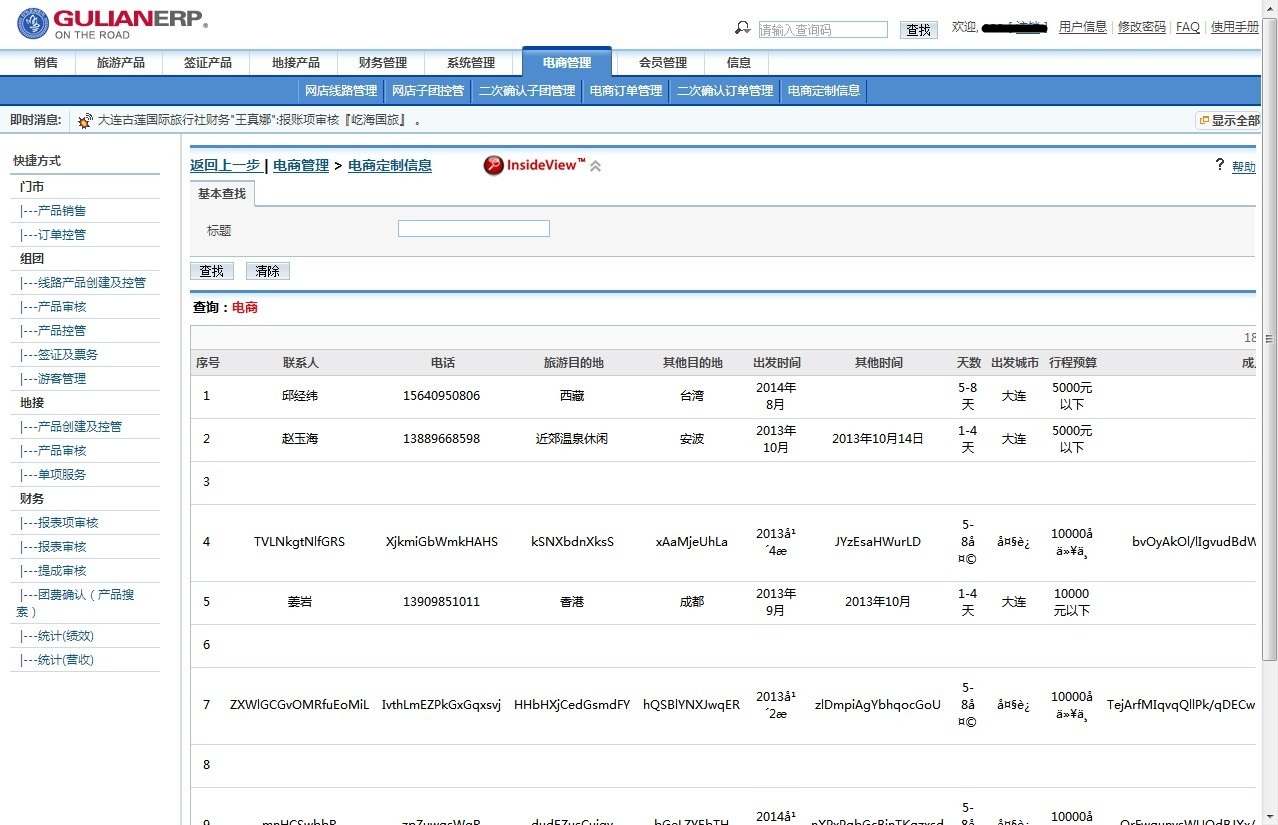 GULIANERP®
ON THE ROAD
请输入查询码 查找 欢迎, 用户信息 | 修改密码 | FAQ | 使用手册
销售 旅游产品 签证产品 地接产品 财务管理 系统管理 电商管理 会员管理 信息
网店线路管理 网店子团控管 二次确认子团管理 电商订单管理 二次确认订单管理 电商定制信息
即时消息: 大连古莲国际旅行社财务"王真娜":报账项审核『屹海国旅』 。 显示全部
快捷方式
门市
|---产品销售
|---订单控管
组团
|---线路产品创建及控管
|---产品审核
|---产品控管
|---签证及票务
|---游客管理
地接
|---产品创建及控管
|---产品审核
|---单项服务
财务
|---报表项审核
|---报表审核
|---提成审核
|---团费确认（产品搜
索）
|---统计(绩效)
|---统计(营收)
返回上一步 | 电商管理 > 电商定制信息 InsideView™ ? 帮助
基本查找
标题
查找 清除
查询：电商
18
序号 联系人 电话 旅游目的地 其他目的地 出发时间 其他时间 天数 出发城市 行程预算 成
1 邱经纬 15640950806 西藏 台湾 2014年 5-8 大连 5000元
8月 天 以下
2 赵玉海 13889668598 近郊温泉休闲 安波 2013年 2013年10月14日 1-4 大连 5000元
10月 天 以下
3
4 TVLNkgtNlfGRS XjkmiGbWmkHAHS kSNXbdnXksS xAaMjeUhLa 2013å¹ JYzEsaHWurLD 5- å¤§è¿ 10000å bvOyAkOl/lIgvudBdW
´4æ 8å ä»¥ä¸
¤©
5 姜岩 13909851011 香港 成都 2013年 2013年10月 1-4 大连 10000
9月 天 元以下
6
7 ZXWlGCGvOMRfuEoMiL IvthLmEZPkGxGqxsvj HHbHXjCedGsmdFY hQSBlYNXJwqER 2013å¹ zlDmpiAgYbhqocGoU 5- å¤§è¿ 10000å TejArfMIqvqQllPk/qDECw
´2æ 8å ä»¥ä¸
¤©
8
9 2014å¹ 5- 10000å
8å